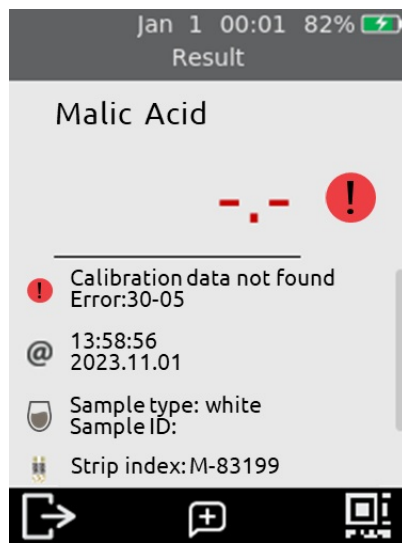 Jan 1 00:01 82%
Result
Malic Acid
-.-
Calibration data not found
Error:30-05
13:58:56
2023.11.01
Sample type: white
Sample ID:
Strip index: M-83199